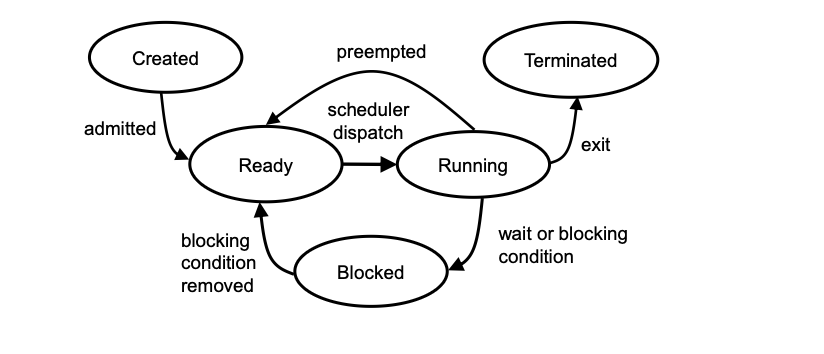 Created
preempted
Terminated
scheduler
dispatch
admitted
exit
Ready
Running
wait or blocking
condition
blocking
condition
removed
Blocked